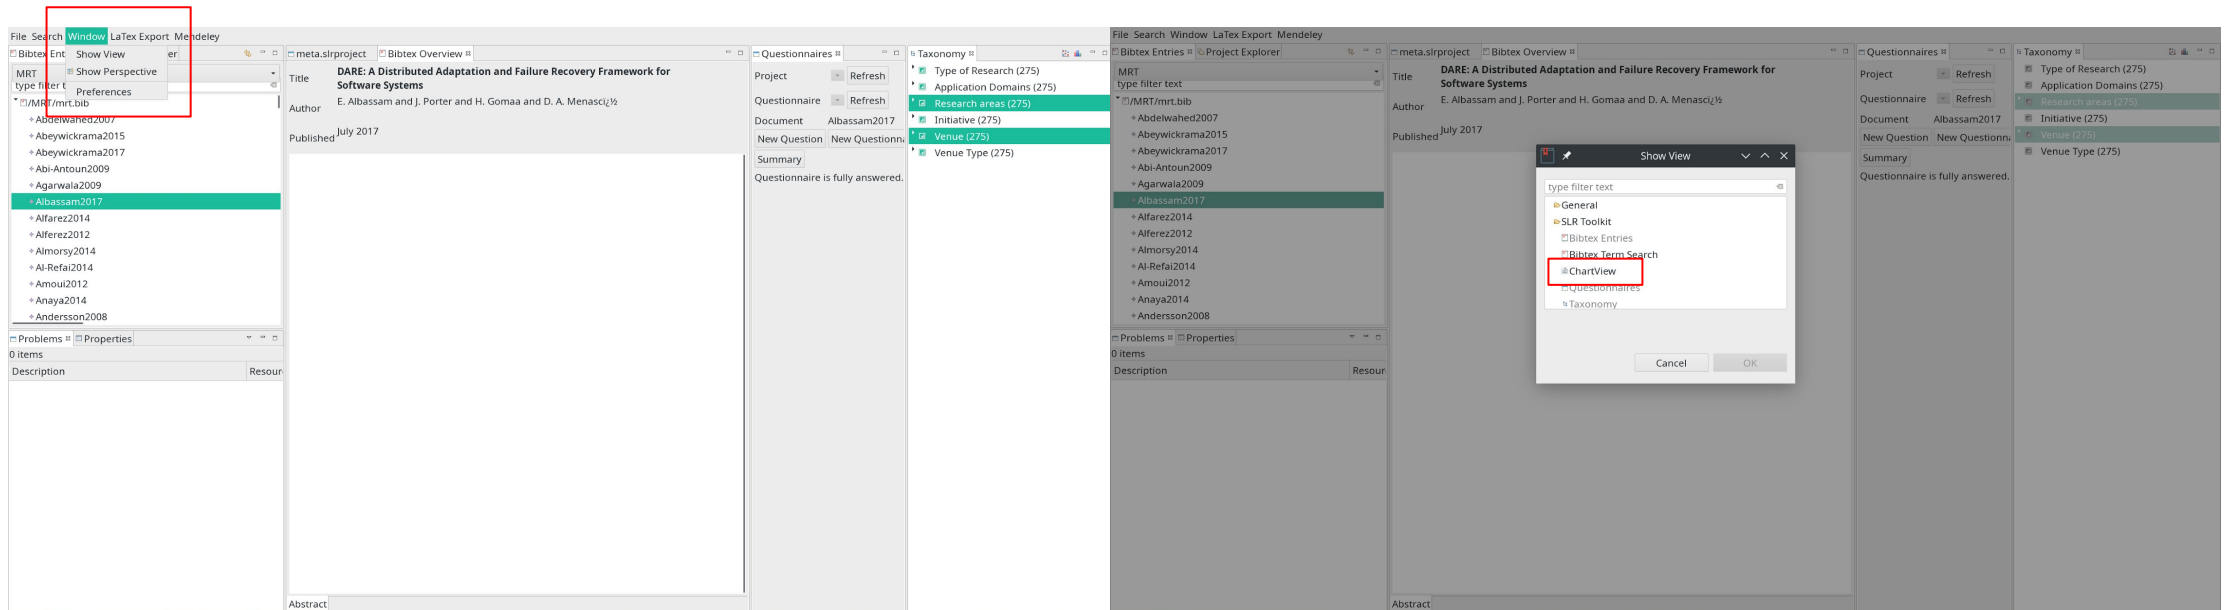 File Search Window LaTex Export Mendeley
Show View
Show Perspective
Preferences
Bibtex Ent
er
MRT
type filter t
/MRT/mrt.bib
Abdelwahed2007
Abeywickrama2015
Abeywickrama2017
Abi-Antoun2009
Agarwala2009
Albassam2017
Alfarez2014
Alferez2012
Almorsy2014
Al-Refai2014
Amoui2012
Anaya2014
Andersson2008
Problems Properties
0 items
Description Resour
meta.slrproject Bibtex Overview
Title DARE: A Distributed Adaptation and Failure Recovery Framework for
Software Systems
Author E. Albassam and J. Porter and H. Gomaa and D. A. Menascï¿½
Published July 2017
Abstract
Questionnaires
Project Refresh
Questionnaire Refresh
Document Albassam2017
New Question New Questionna
Summary
Questionnaire is fully answered.
Taxonomy
Type of Research (275)
Application Domains (275)
Research areas (275)
Initiative (275)
Venue (275)
Venue Type (275)
File Search Window LaTex Export Mendeley
Bibtex Entries Project Explorer
MRT
type filter text
/MRT/mrt.bib
Abdelwahed2007
Abeywickrama2015
Abeywickrama2017
Abi-Antoun2009
Agarwala2009
Albassam2017
Alfarez2014
Alferez2012
Almorsy2014
Al-Refai2014
Amoui2012
Anaya2014
Andersson2008
Problems Properties
0 items
Description Resour
meta.slrproject Bibtex Overview
Title DARE: A Distributed Adaptation and Failure Recovery Framework for
Software Systems
Author E. Albassam and J. Porter and H. Gomaa and D. A. Menascï¿½
Published July 2017
Abstract
Show View
type filter text
General
SLR Toolkit
Bibtex Entries
Bibtex Term Search
ChartView
Questionnaires
Taxonomy
Cancel OK
Questionnaires
Project Refresh
Questionnaire Refresh
Document Albassam2017
New Question New Questionna
Summary
Questionnaire is fully answered.
Taxonomy
Type of Research (275)
Application Domains (275)
Research areas (275)
Initiative (275)
Venue (275)
Venue Type (275)